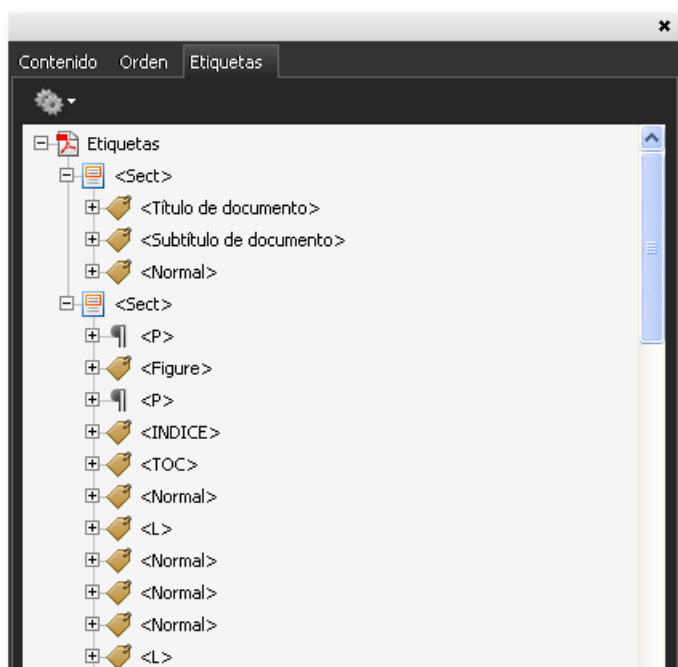 Contenido Orden Etiquetas
Etiquetas
<Sect>
<Título de documento>
<Subtítulo de documento>
<Normal>
<Sect>
<P>
<Figure>
<P>
<INDICE>
<TOC>
<Normal>
<L>
<Normal>
<Normal>
<Normal>
<L>